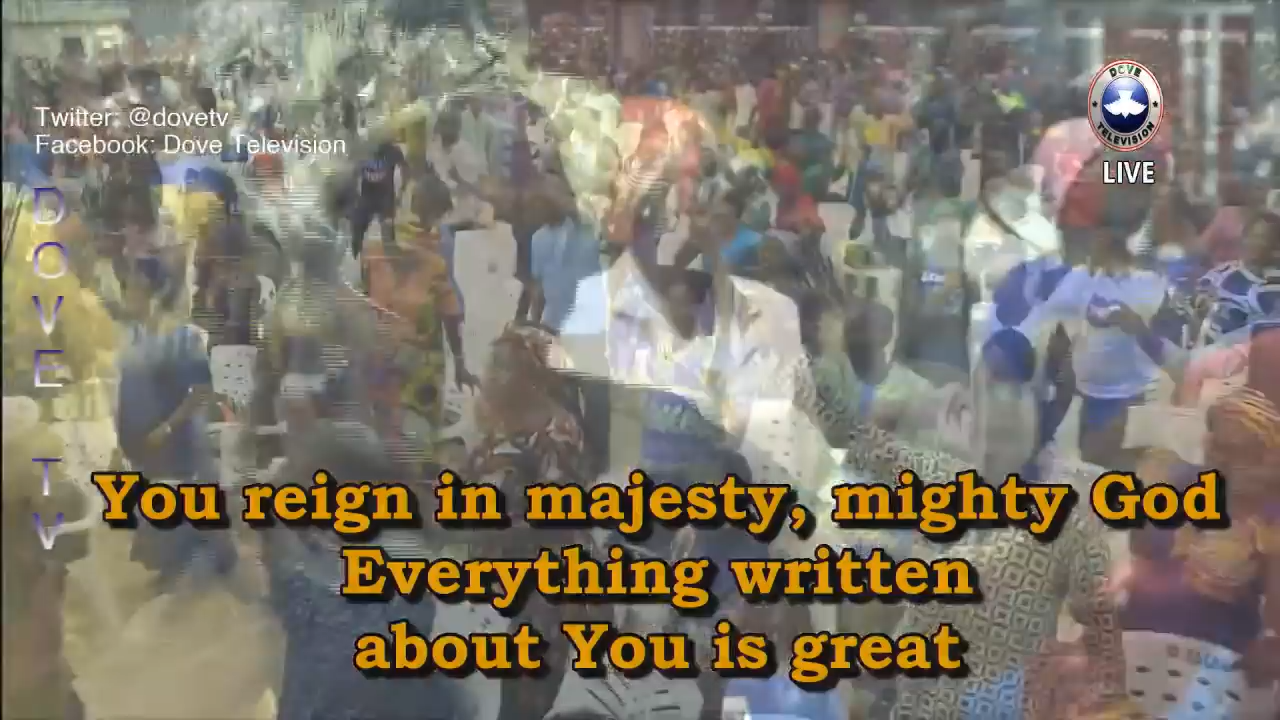 Twitter: @dovetv
Facebook: Dove Television
DOVE
TELEVISION
LIVE
DOVE TV
You reign in majesty, mighty God
Everything written
about You is great